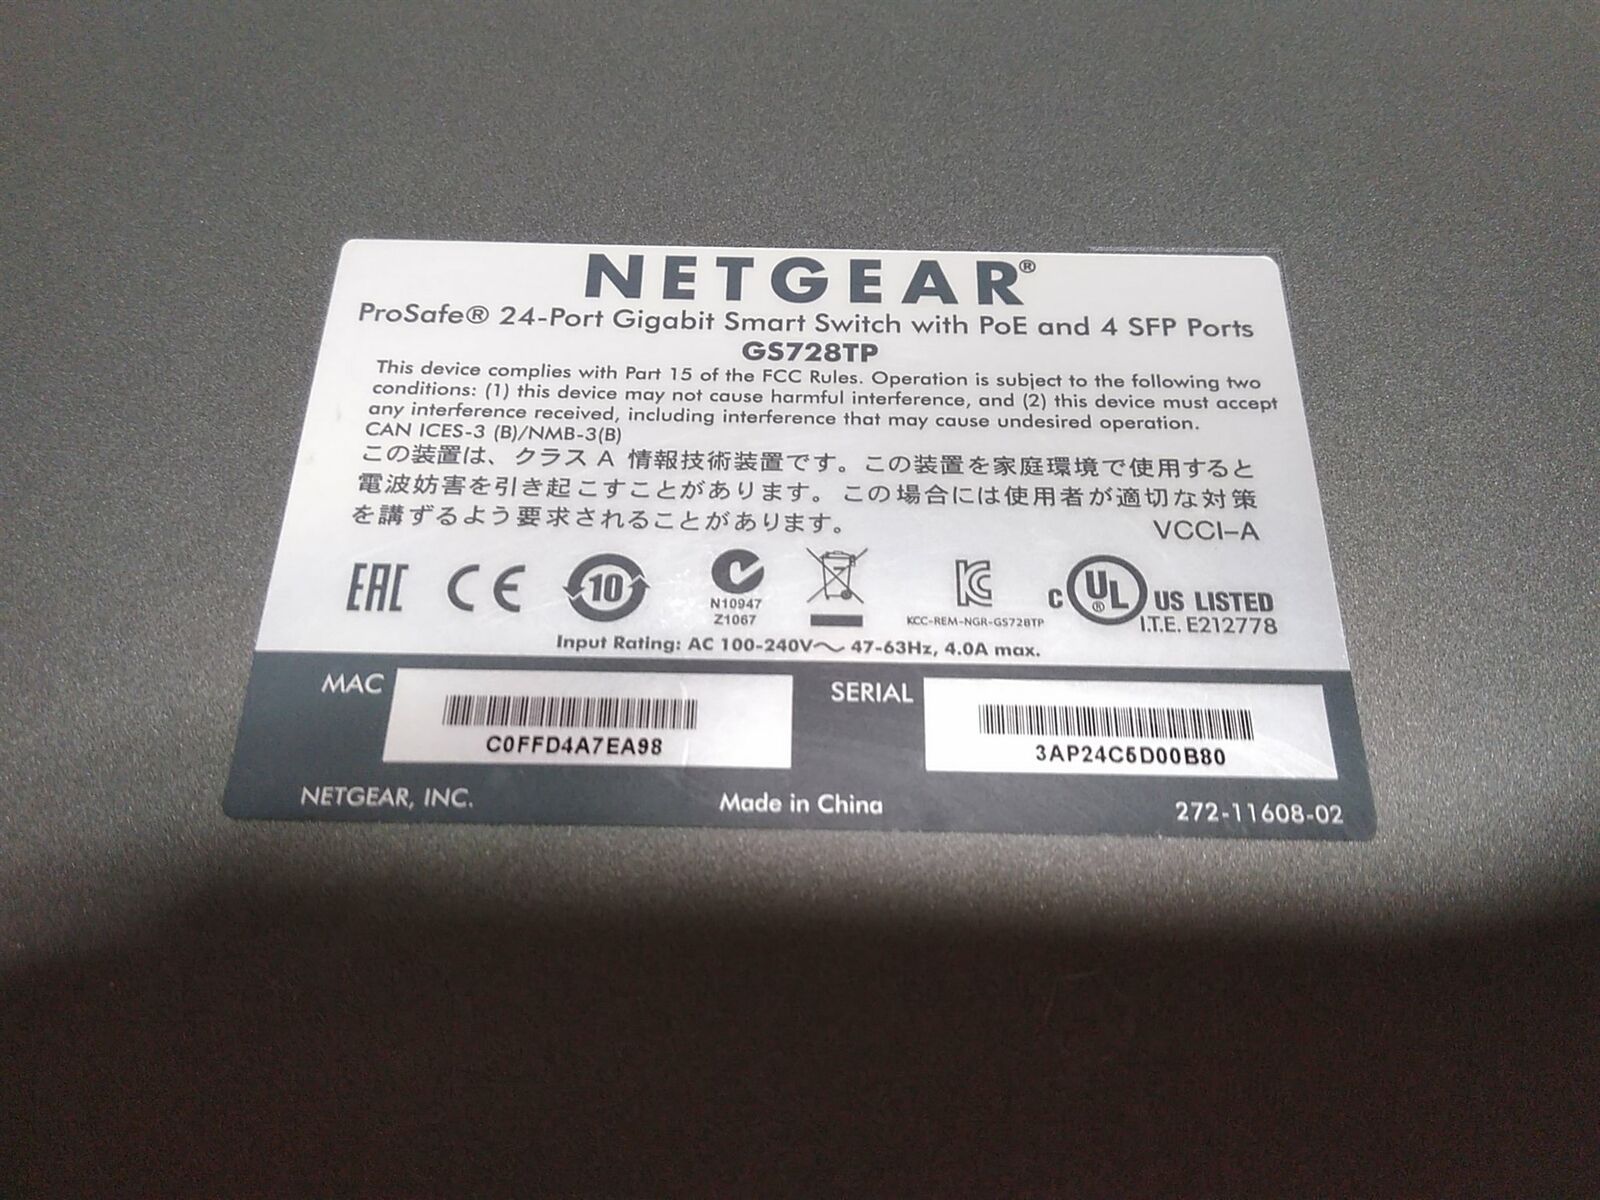 NETGEAR®
ProSafe® 24-Port Gigabit Smart Switch with PoE and 4 SFP Ports
GS728TP
This device complies with Part 15 of the FCC Rules. Operation is subject to the following two
conditions: (1) this device may not cause harmful interference, and (2) this device must accept
any interference received, including interference that may cause undesired operation.
CAN ICES-3 (B)/NMB-3(B)
この装置は、クラス A 情報技術装置です。この装置を家庭環境で使用すると
電波妨害を引き起こすことがあります。この場合には使用者が適切な対策
を講ずるよう要求されることがあります。
VCCI-A
EAC CE 10 N10947 Z1067 KC KCC-REM-NGR-GS728TP C UL® US LISTED I.T.E. E212778
Input Rating: AC 100-240V～ 47-63Hz, 4.0A max.
MAC C0FFD4A7EA98 SERIAL 3AP24C5D00B80
NETGEAR, INC. Made in China 272-11608-02